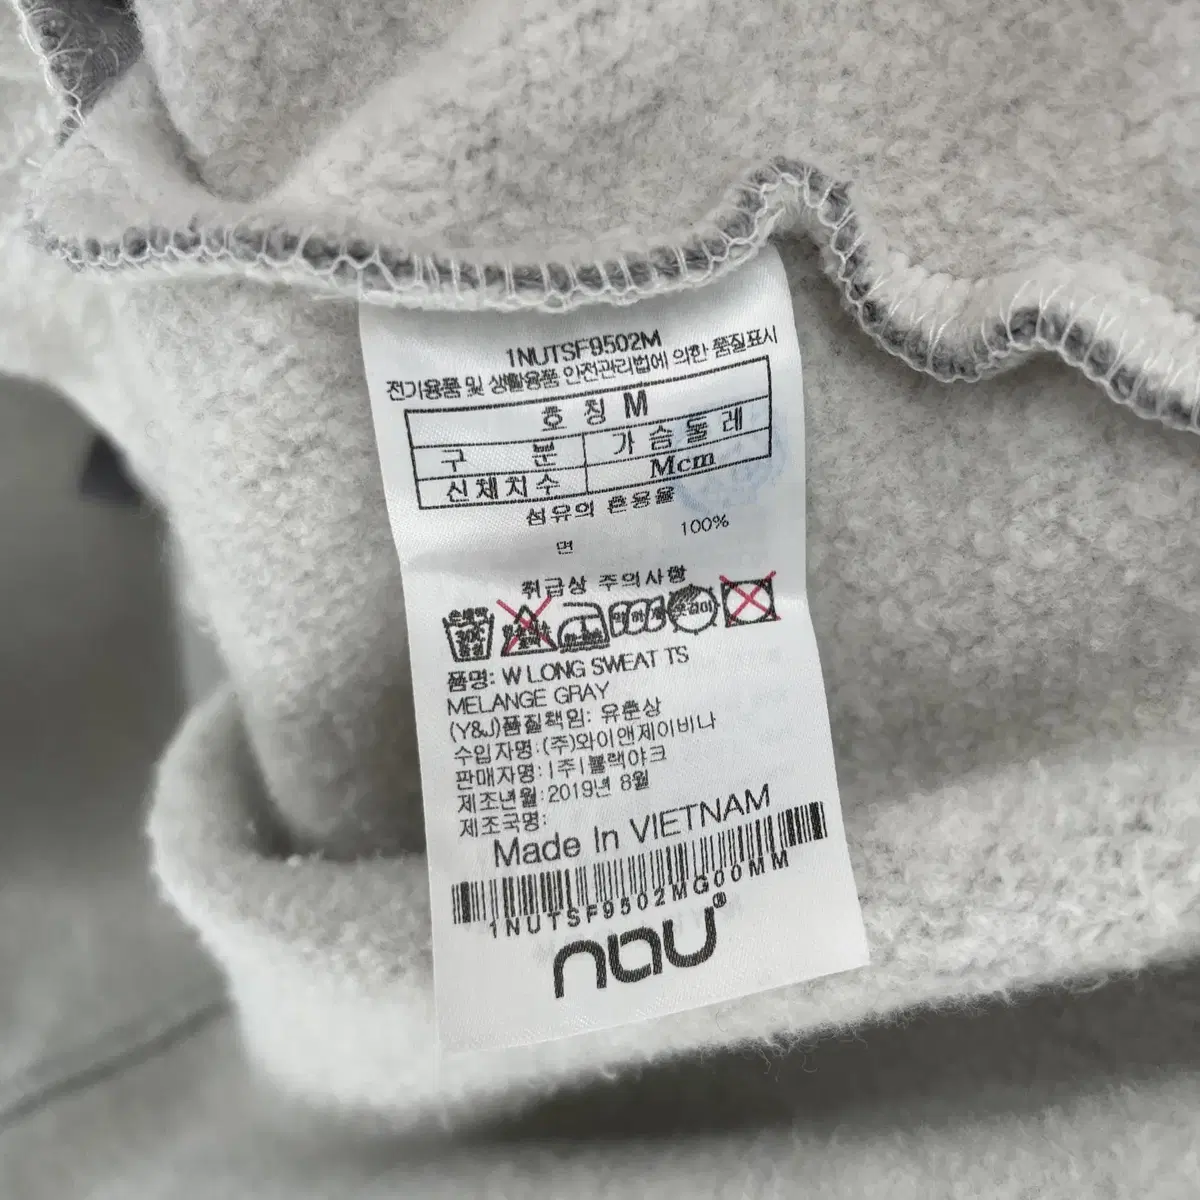 1NUTSF9502M
전기용품 및 생활용품 안전관리법에 의한 품질표시
호 칭 M
구 분 가 슴 둘 레
신체치수 Mcm
섬유의 혼용율
면 100%
취급상 주의사항
옷걸이
품명: W LONG SWEAT TS
MELANGE GRAY
(Y&J)품질책임: 유춘상
수입자명:(주)와이앤제이비나
판매자명:|주|블랙야크
제조년월:2019년 8월
제조국명:
Made In VIETNAM
1NUTSF9502MG00MM
nau®